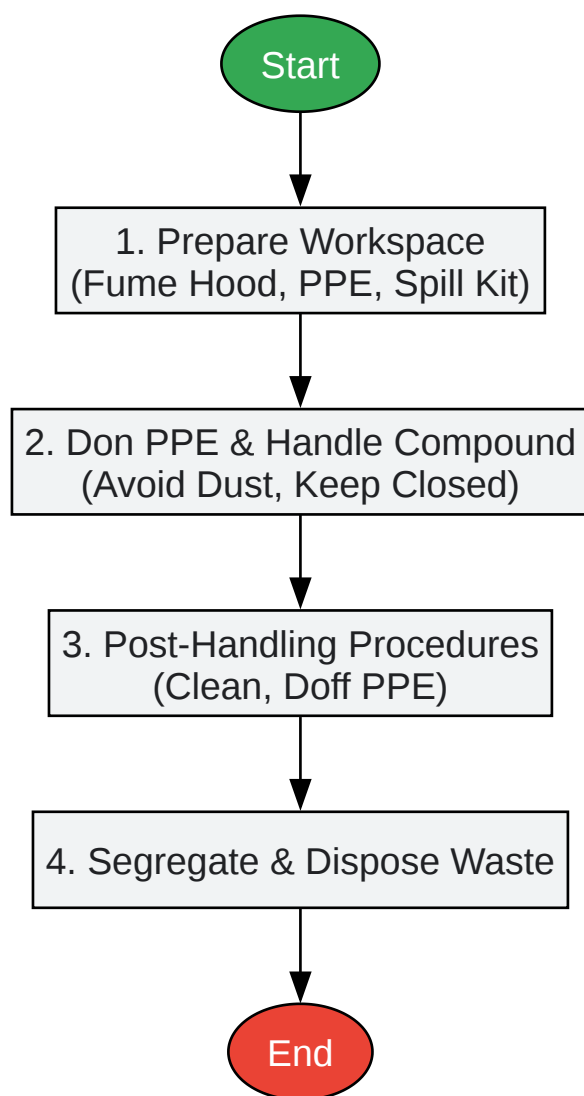 Start
1. Prepare Workspace
(Fume Hood, PPE, Spill Kit)
2. Don PPE & Handle Compound
(Avoid Dust, Keep Closed)
3. Post-Handling Procedures
(Clean, Doff PPE)
4. Segregate & Dispose Waste
End